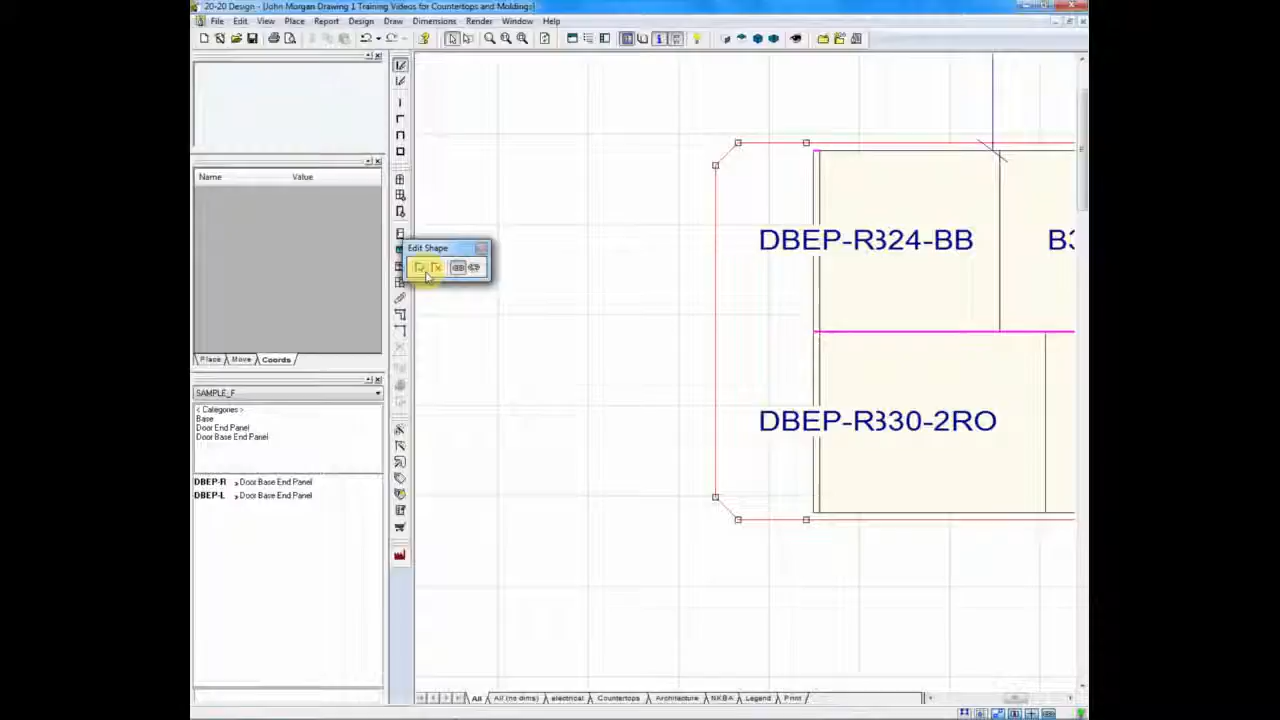 20-20 Design - [John Morgan Drawing 1 Training Videos for Countertops and Moldings]
File Edit View Place Report Design Draw Dimensions Render Window Help
Name Value
Edit Shape
DBEP-R324-BB
DBEP-R330-2RO
Place Move Coords
SAMPLE_F
< Categories >
Base
Door End Panel
Door Base End Panel
DBEP-R Door Base End Panel
DBEP-L Door Base End Panel
All All (no dims) electrical Countertops Architecture NKBA Legend Print